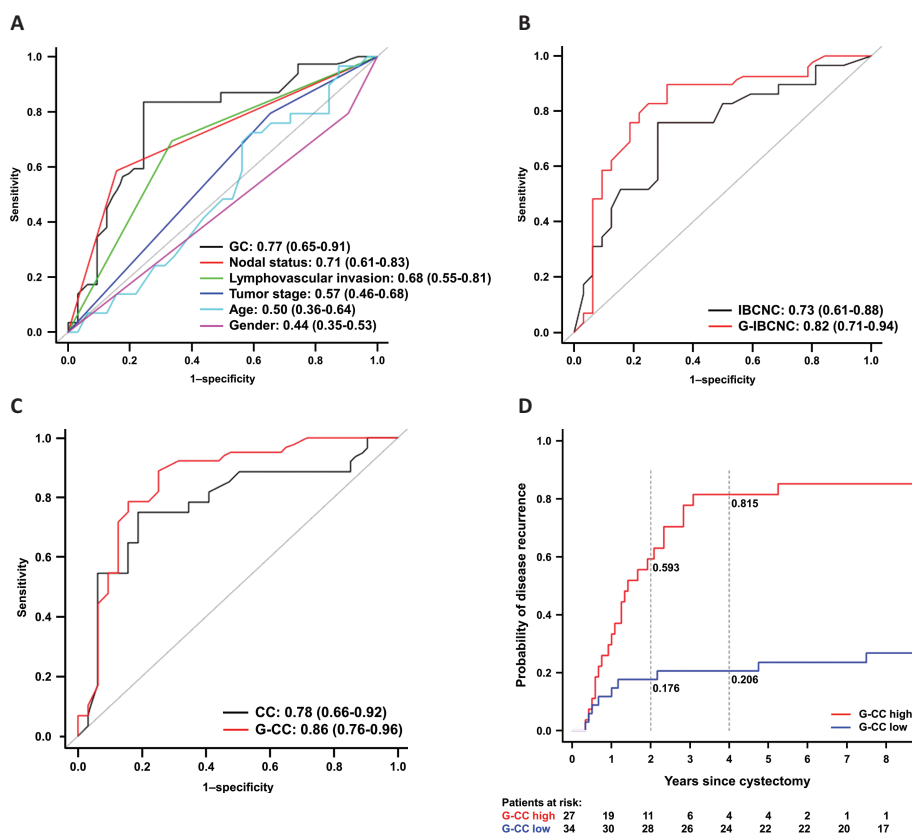 A
1.0
0.8
0.6
0.4
0.2
0.0
Sensitivity
GC: 0.77 (0.65-0.91)
Nodal status: 0.71 (0.61-0.83)
Lymphovascular invasion: 0.68 (0.55-0.81)
Tumor stage: 0.57 (0.46-0.68)
Age: 0.50 (0.36-0.64)
Gender: 0.44 (0.35-0.53)
0.0 0.2 0.4 0.6 0.8 1.0
1–specificity
B
1.0
0.8
0.6
0.4
0.2
0.0
Sensitivity
IBCNC: 0.73 (0.61-0.88)
G-IBCNC: 0.82 (0.71-0.94)
0.0 0.2 0.4 0.6 0.8 1.0
1–specificity
C
1.0
0.8
0.6
0.4
0.2
0.0
Sensitivity
CC: 0.78 (0.66-0.92)
G-CC: 0.86 (0.76-0.96)
0.0 0.2 0.4 0.6 0.8 1.0
1–specificity
D
1.0
0.8
0.6
0.4
0.2
0.0
Probability of disease recurrence
0.815
0.593
0.206
0.176
G-CC high
G-CC low
0 1 2 3 4 5 6 7 8
Years since cystectomy
Patients at risk:
G-CC high 27 19 11 6 4 4 2 1 1
G-CC low 34 30 28 26 24 22 22 20 17